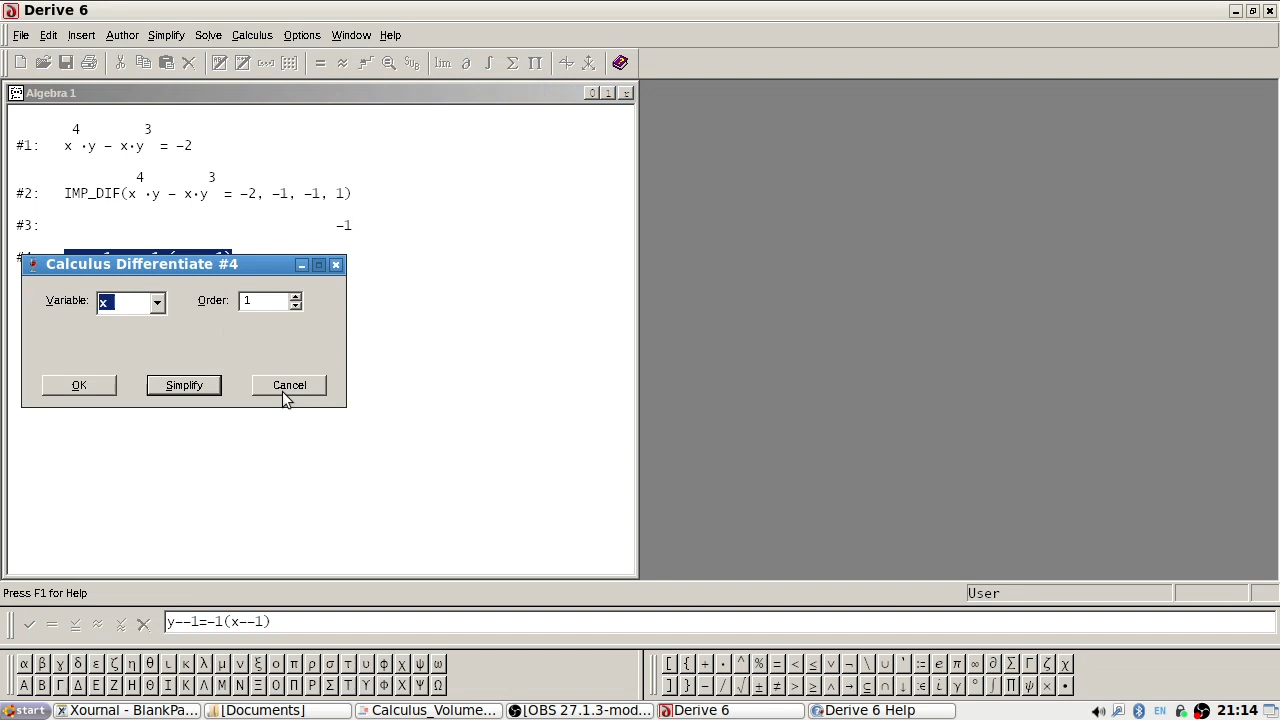 Derive 6
File Edit Insert Author Simplify Solve Calculus Options Window Help
lim ∂ ∫ ∑ ∏
Algebra 1
4 3
#1: x ·y − x·y = −2
4 3
#2: IMP_DIF(x ·y − x·y = −2, −1, −1, 1)
#3: −1
Calculus Differentiate #4
Variable: x Order: 1
OK Simplify Cancel
Press F1 for Help
User
y--1=-1(x--1)
α β γ δ ε ζ η θ ι κ λ μ ν ξ ο π ρ σ τ υ φ χ ψ ω
[ { + · ^ % = < ≤ ∨ ¬ \ ∪ ' :∈ e π ∞ ∂ ∑ Γ ζ χ
Α Β Γ Δ Ε Ζ Η Θ Ι Κ Λ Μ Ν Ξ Ο Π Ρ Σ Τ Υ Φ Χ Ψ Ω
] } − / √ ± ≠ > ≥ ∧ → ⊆ ∩ ↓ :∈ i γ ° ∫ ∏ ψ × •
start Xournal - BlankPa... [Documents] Calculus_Volume... [OBS 27.1.3-mod... Derive 6 Derive 6 Help EN 21:14